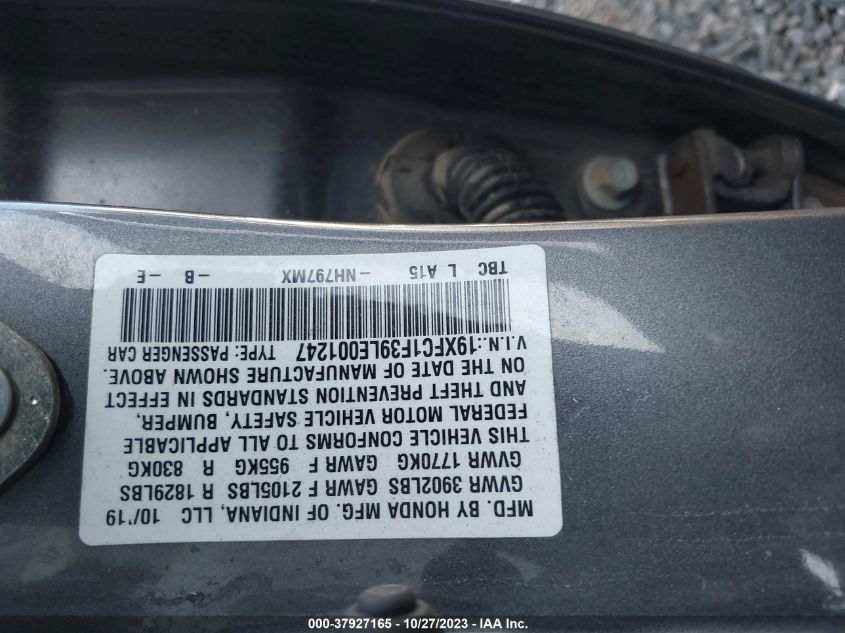 MFD. BY HONDA MFG. OF INDIANA, LLC 10/'19
GVWR 3902LBS GAWR F 2105LBS R 1829LBS
GVWR 1770KG GAWR F 955KG R 830KG
THIS VEHICLE CONFORMS TO ALL APPLICABLE
FEDERAL MOTOR VEHICLE SAFETY, BUMPER,
AND THEFT PREVENTION STANDARDS IN EFFECT
ON THE DATE OF MANUFACTURE SHOWN ABOVE.
V.I.N.:19XFC1F39LE001247 TYPE: PASSENGER CAR
TBC L A15 -NH797MX -B -E
000-37927165 - 10/27/2023 - IAA Inc.